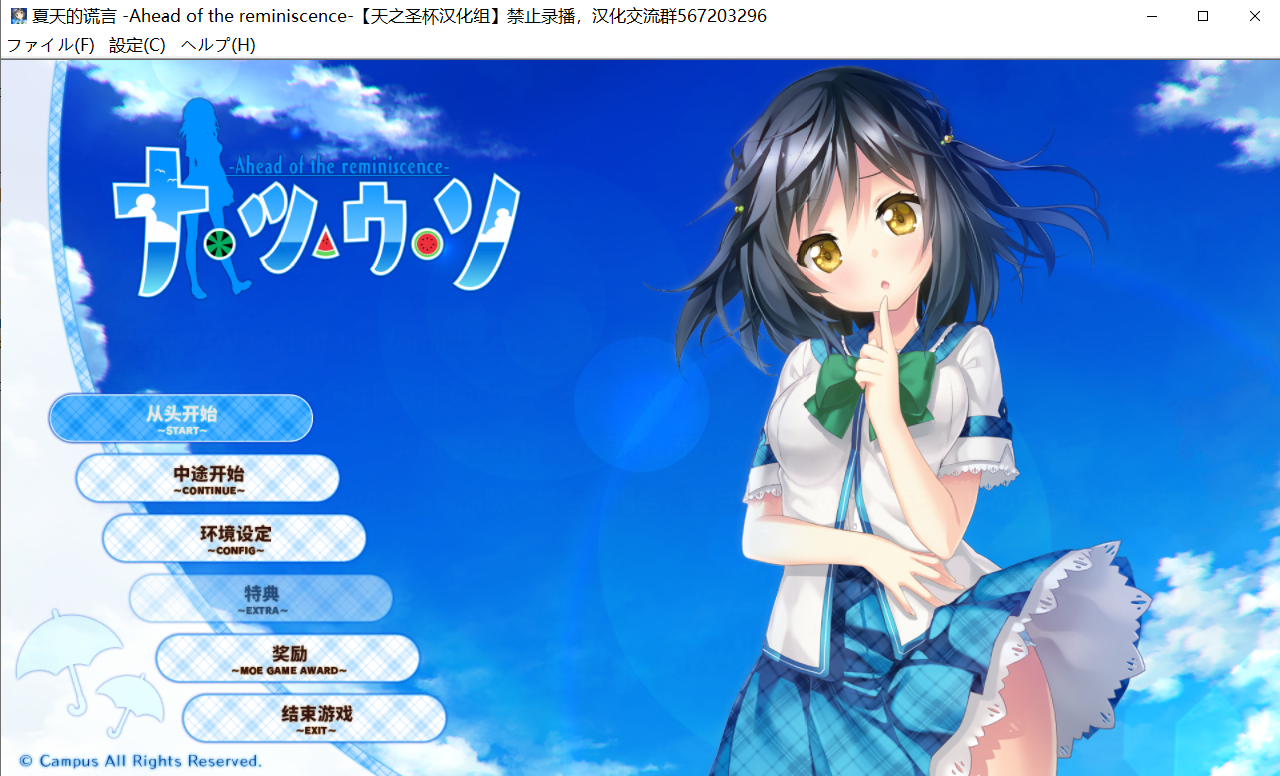 夏天的谎言 -Ahead of the reminiscence-【天之圣杯汉化组】禁止录播，汉化交流群567203296
ファイル(F) 設定(C) ヘルプ(H)
-Ahead of the reminiscence-
ナツウソ
从头开始
~START~
中途开始
~CONTINUE~
环境设定
~CONFIG~
特典
~EXTRA~
奖励
~MOE GAME AWARD~
结束游戏
~EXIT~
© Campus All Rights Reserved.